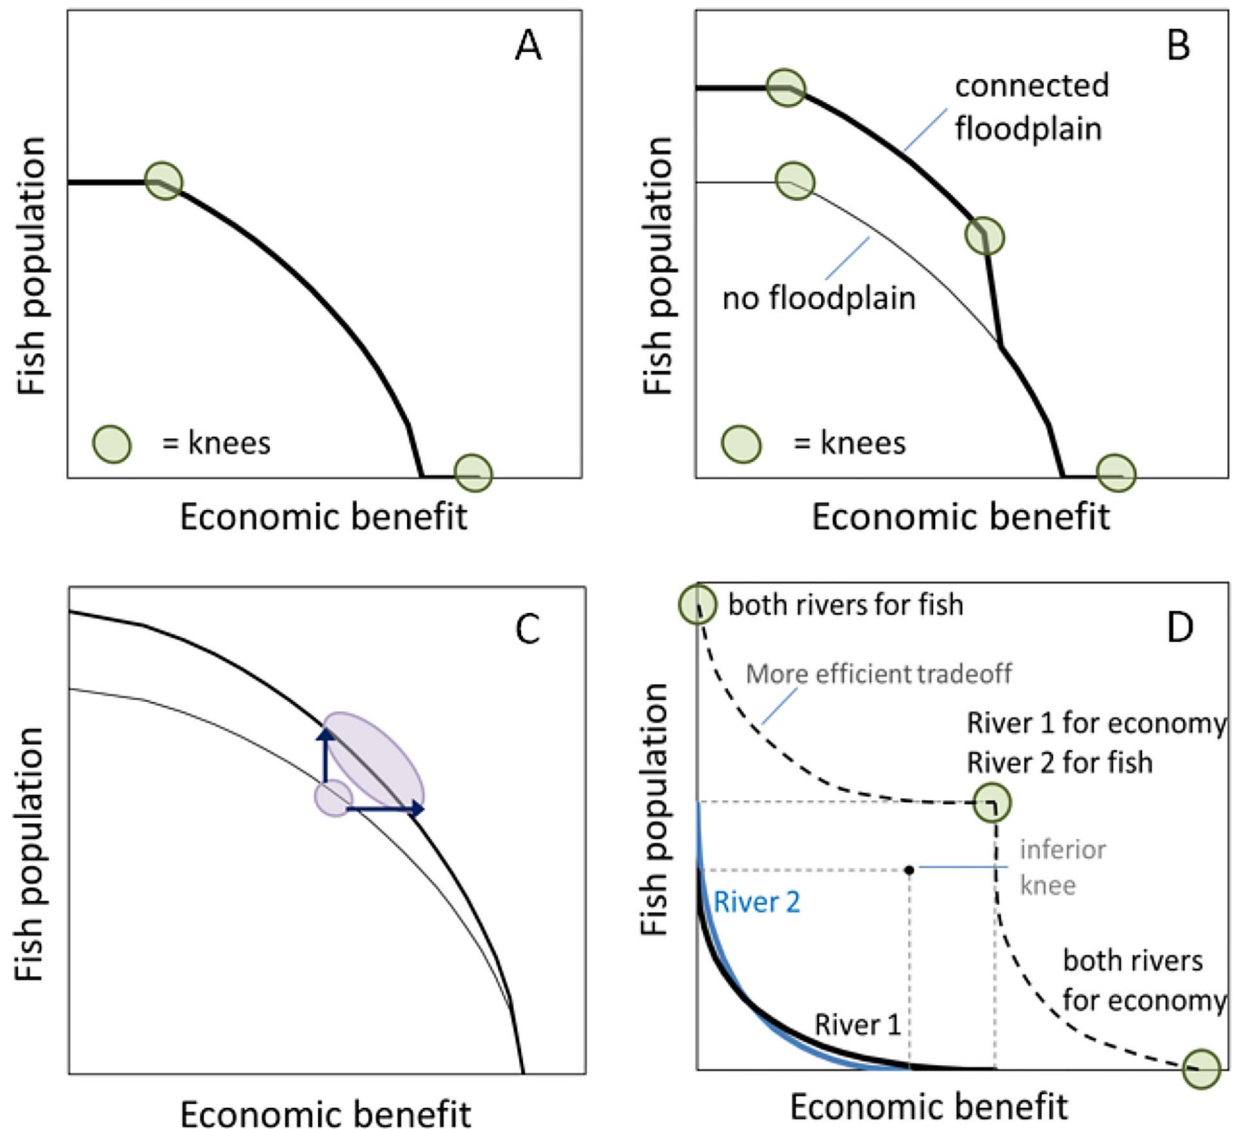 A
Fish population
= knees
Economic benefit
B
connected
floodplain
no floodplain
Fish population
= knees
Economic benefit
C
Fish population
Economic benefit
D
both rivers for fish
More efficient tradeoff
River 1 for economy
River 2 for fish
inferior
knee
River 2
both rivers
for economy
River 1
Fish population
Economic benefit